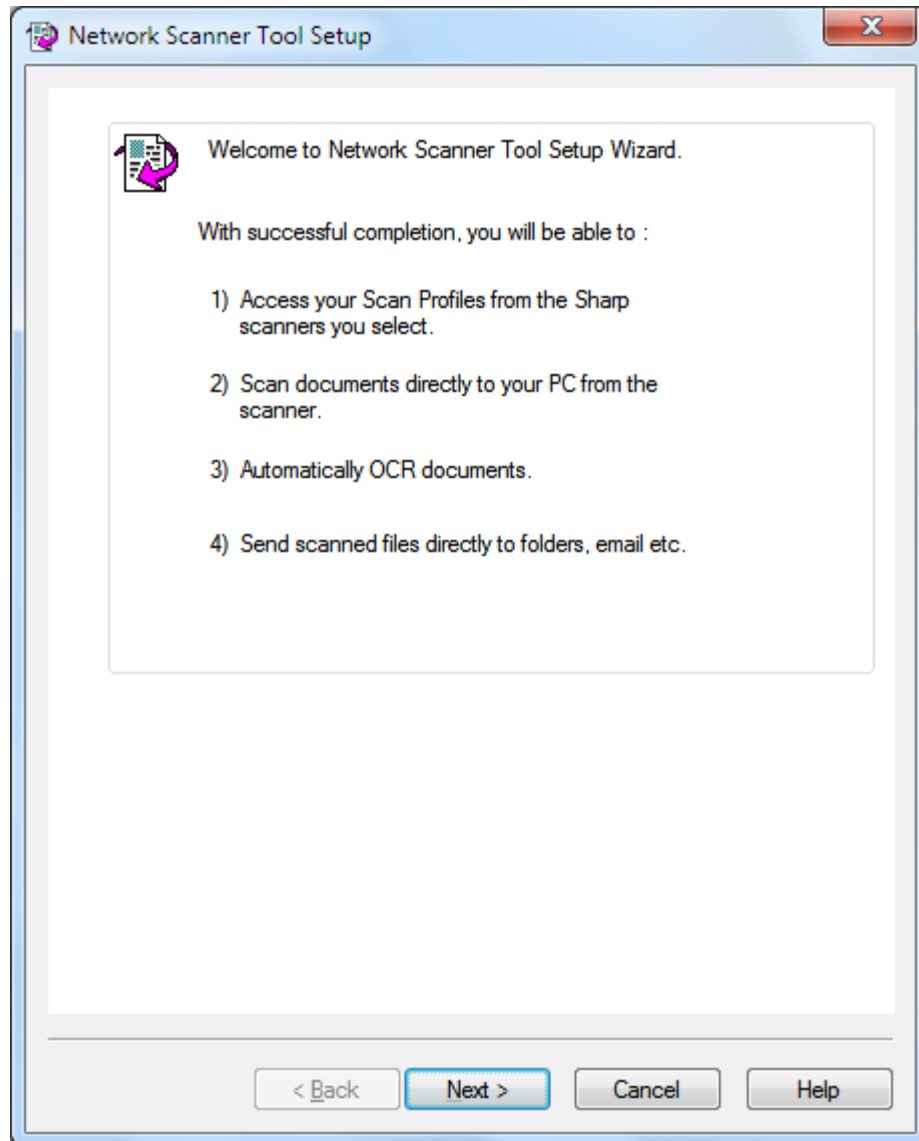 Network Scanner Tool Setup
Welcome to Network Scanner Tool Setup Wizard.
With successful completion, you will be able to :
1) Access your Scan Profiles from the Sharp
scanners you select.
2) Scan documents directly to your PC from the
scanner.
3) Automatically OCR documents.
4) Send scanned files directly to folders, email etc.
< Back
Next >
Cancel
Help